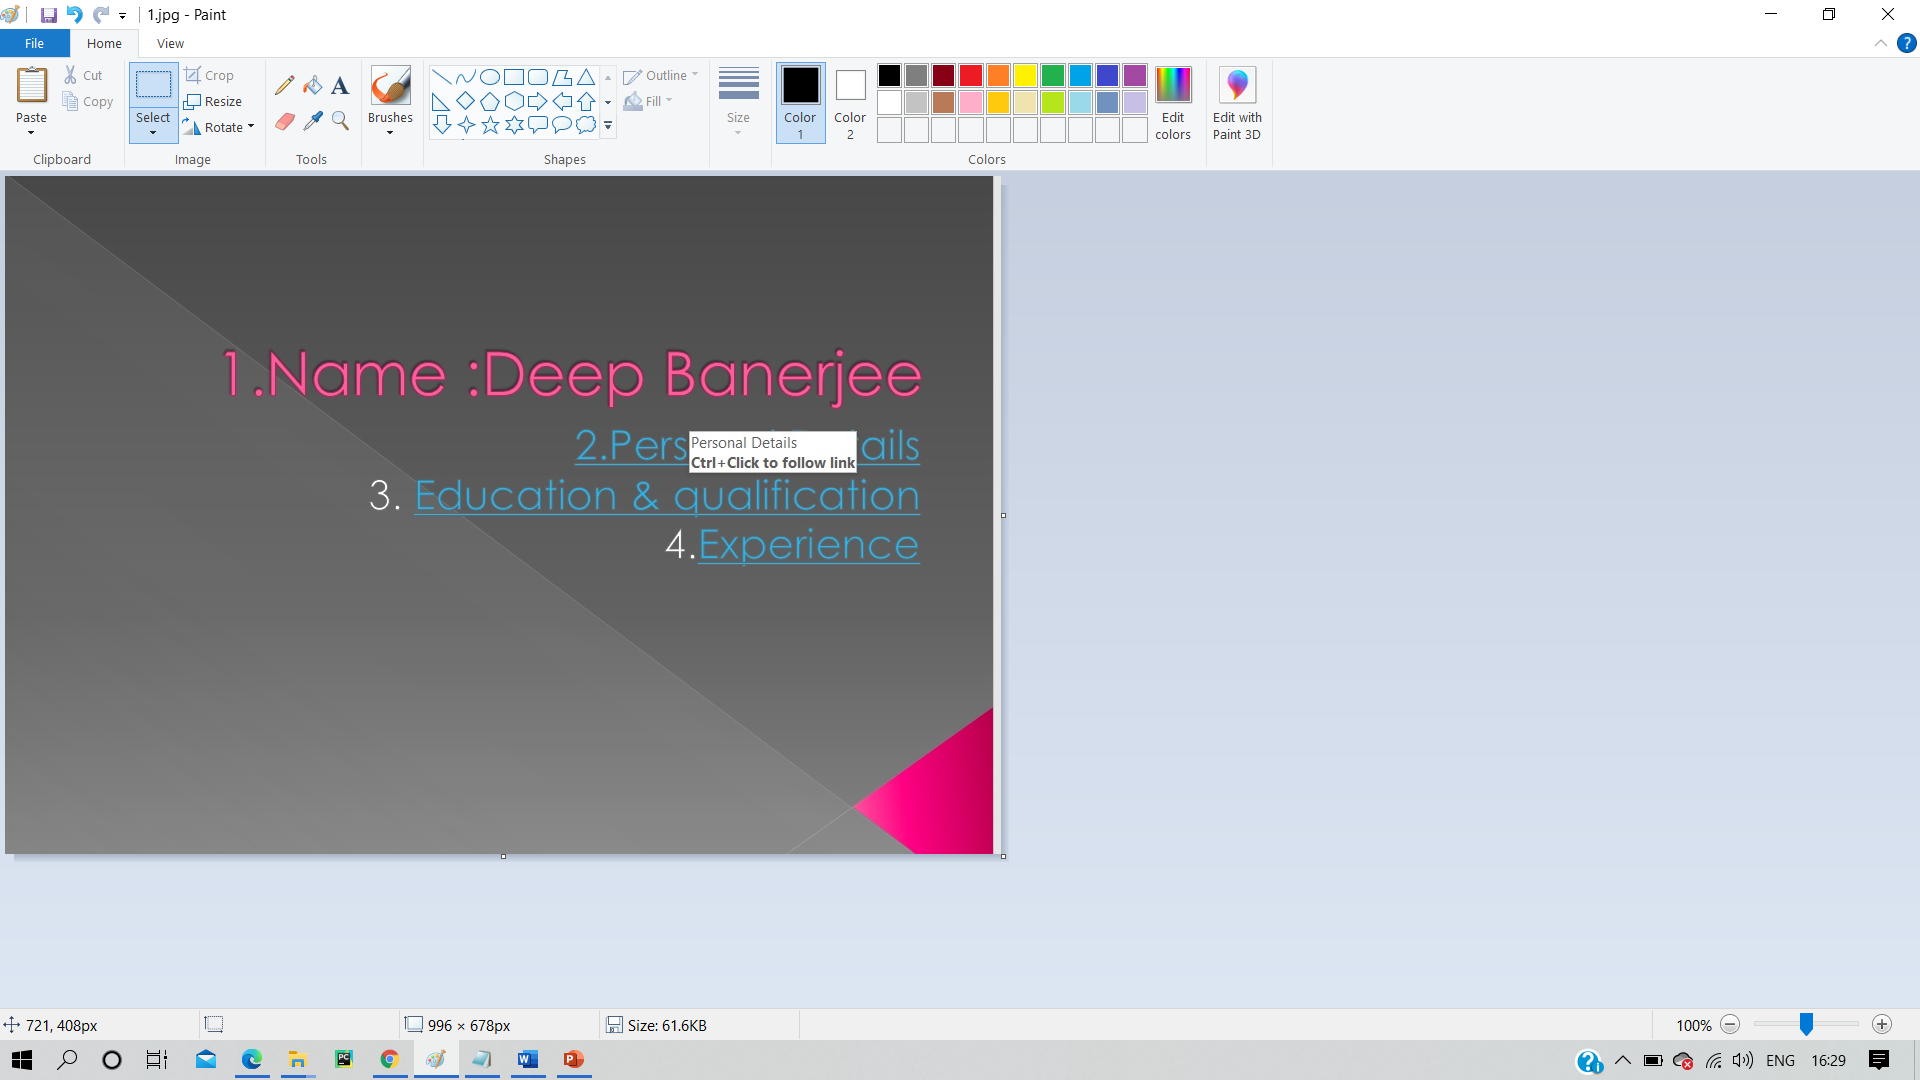 1.jpg - Paint
File Home View
Paste
Cut
Copy
Clipboard
Select
Crop
Resize
Rotate
Image
A
Tools
Brushes
Outline
Fill
Shapes
Size
Color
1
Color
2
Edit
colors
Colors
Edit with
Paint 3D
1.Name :Deep Banerjee
2.Pers ails
Personal Details
Ctrl+Click to follow link
3. Education & qualification
4.Experience
721, 408px
996 × 678px
Size: 61.6KB
100%
ENG 16:29